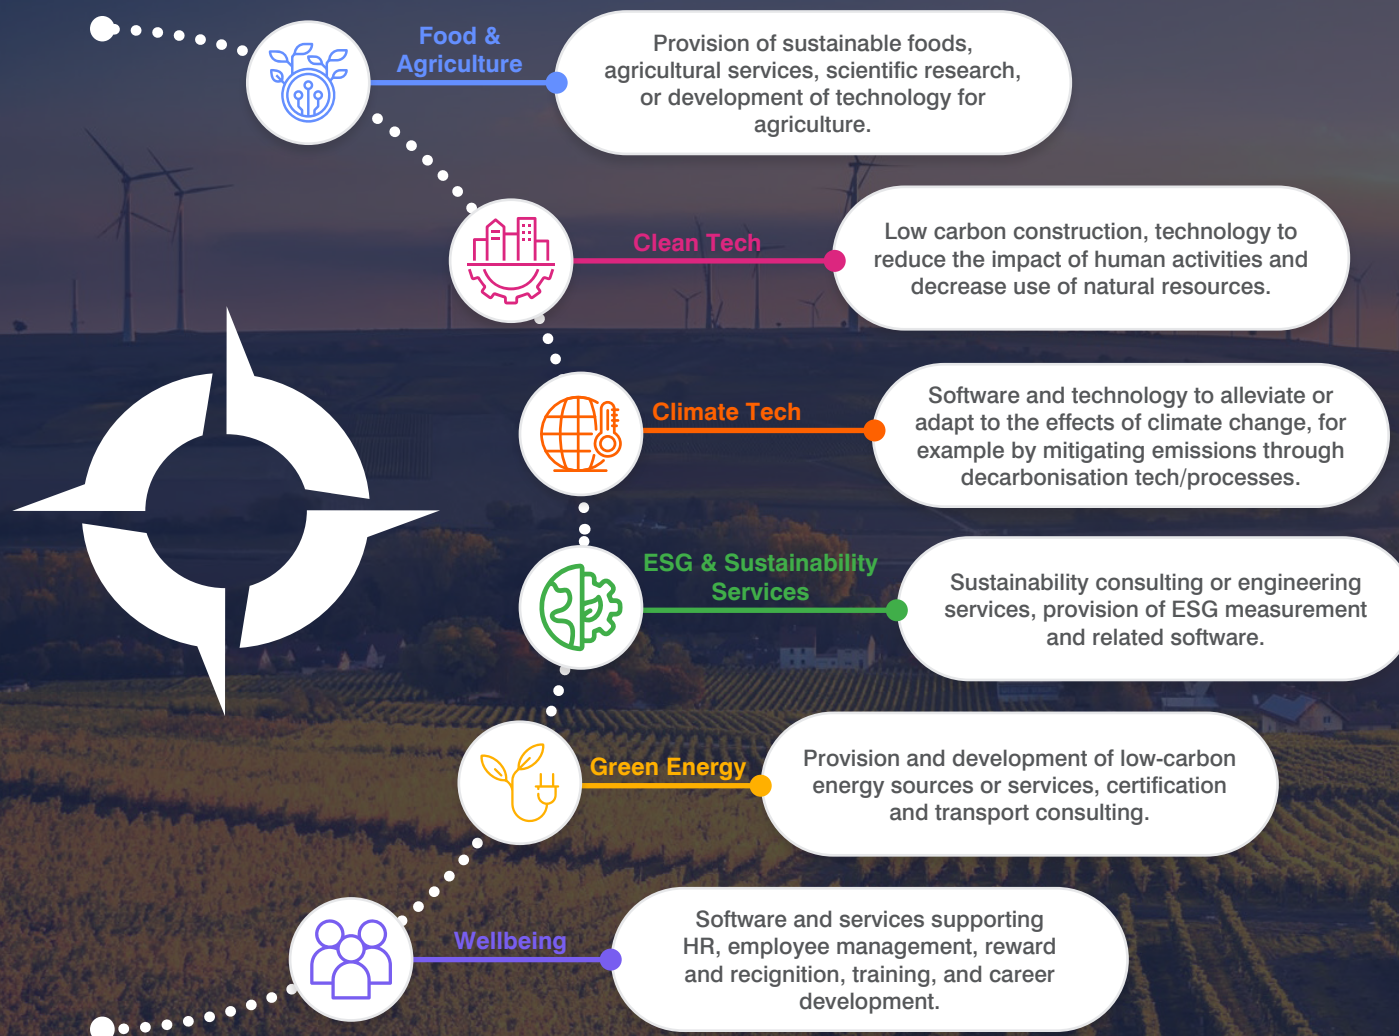 Food &
Agriculture
Provision of sustainable foods,
agricultural services, scientific research,
or development of technology for
agriculture.
Clean Tech
Low carbon construction, technology to
reduce the impact of human activities and
decrease use of natural resources.
Climate Tech
Software and technology to alleviate or
adapt to the effects of climate change, for
example by mitigating emissions through
decarbonisation tech/processes.
ESG & Sustainability
Services
Sustainability consulting or engineering
services, provision of ESG measurement
and related software.
Green Energy
Provision and development of low-carbon
energy sources or services, certification
and transport consulting.
Wellbeing
Software and services supporting
HR, employee management, reward
and recignition, training, and career
development.